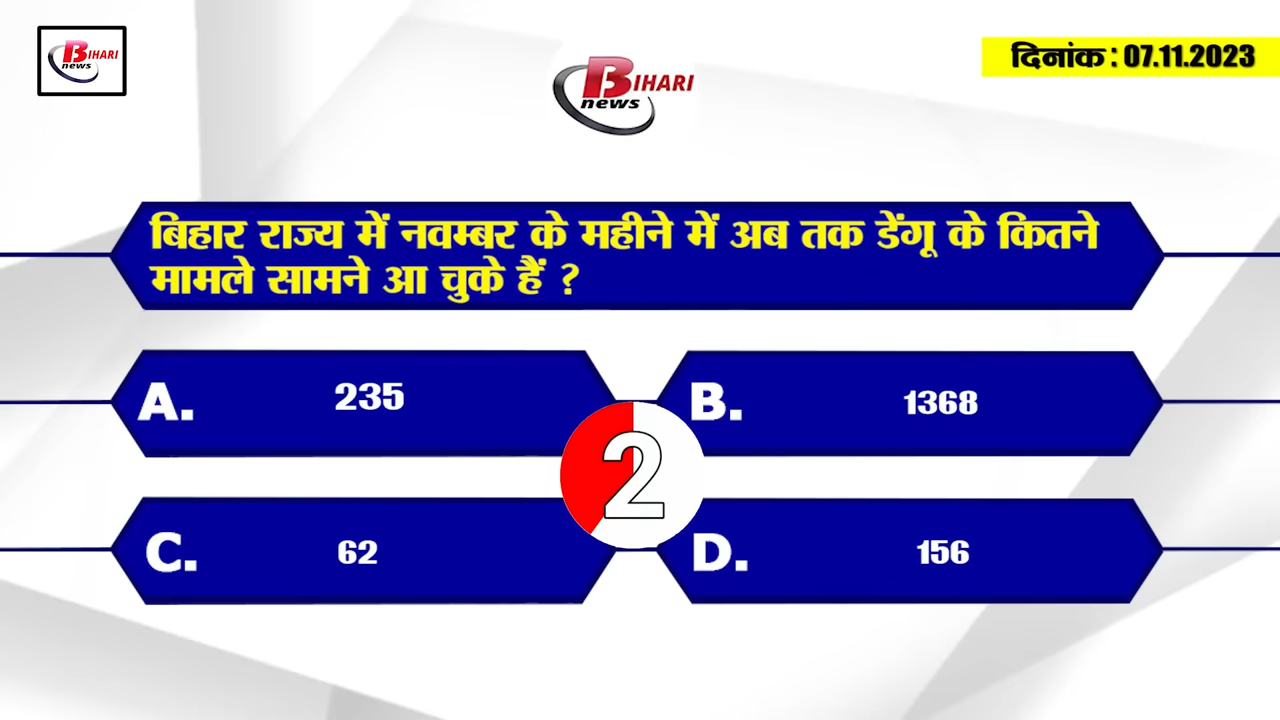 BIHARI
news
दिनांक : 07.11.2023
BIHARI
news
बिहार राज्य में नवम्बर के महीने में अब तक डेंगू के कितने
मामले सामने आ चुके हैं ?
A. 235
B. 1368
2
C. 62
D. 156